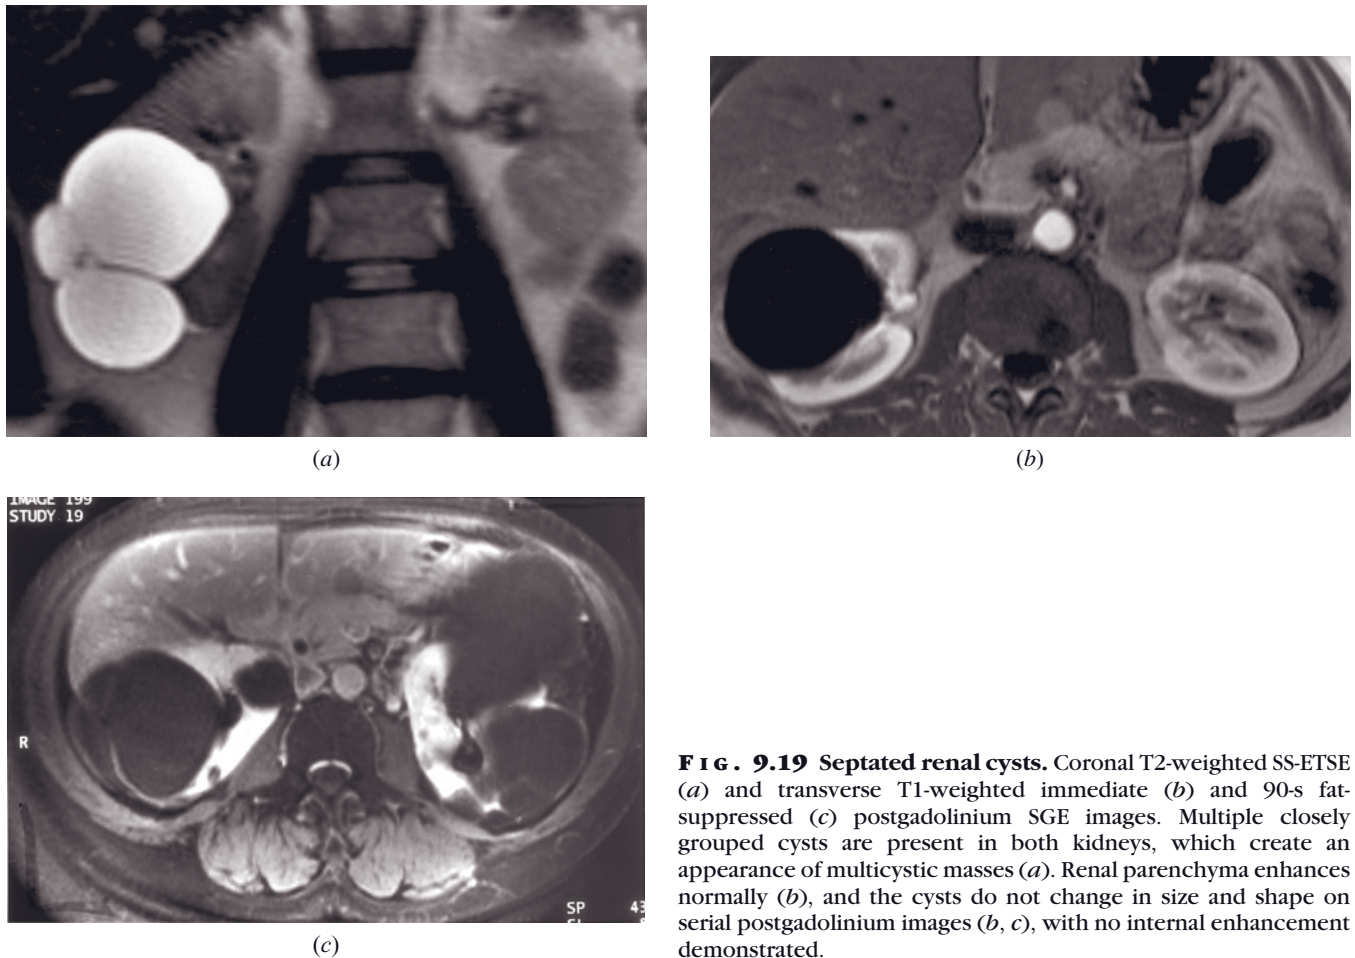 (a)
(b)
IMAGE 199
STUDY 19
R
SP 43
(c)
FIG. 9.19 Septated renal cysts. Coronal T2-weighted SS-ETSE
(a) and transverse T1-weighted immediate (b) and 90-s fat-
suppressed (c) postgadolinium SGE images. Multiple closely
grouped cysts are present in both kidneys, which create an
appearance of multicystic masses (a). Renal parenchyma enhances
normally (b), and the cysts do not change in size and shape on
serial postgadolinium images (b, c), with no internal enhancement
demonstrated.